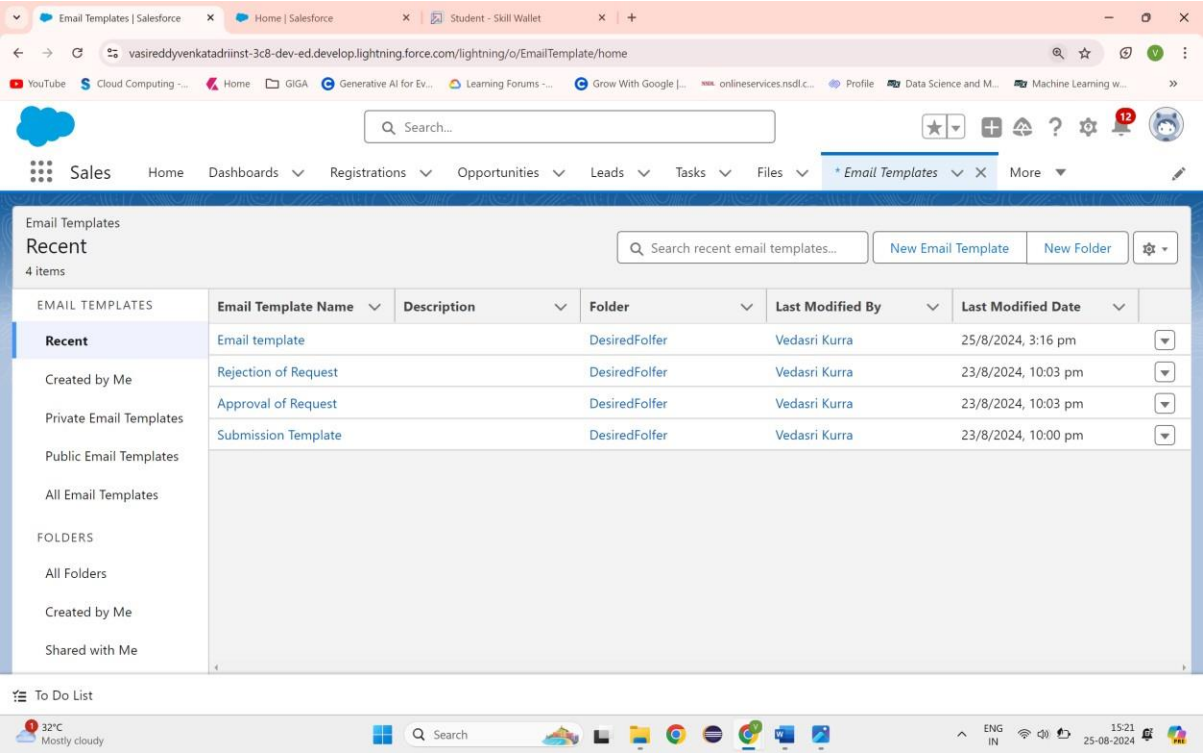 Email Templates | Salesforce
Home | Salesforce
Student - Skill Wallet
vasireddyvenkatadriinst-3c8-dev-ed.develop.lightning.force.com/lightning/o/EmailTemplate/home
V
YouTube Cloud Computing -... Home GIGA Generative AI for Ev... Learning Forums -... Grow With Google |... onlineservices.nsdl.c... Profile Data Science and M... Machine Learning w... »
Search...
12
Sales Home Dashboards Registrations Opportunities Leads Tasks Files * Email Templates More
Email Templates
Recent
4 items
Search recent email templates... New Email Template New Folder
EMAIL TEMPLATES Email Template Name Description Folder Last Modified By Last Modified Date
Recent Email template DesiredFolfer Vedasri Kurra 25/8/2024, 3:16 pm
Rejection of Request DesiredFolfer Vedasri Kurra 23/8/2024, 10:03 pm
Created by Me
Approval of Request DesiredFolfer Vedasri Kurra 23/8/2024, 10:03 pm
Private Email Templates
Submission Template DesiredFolfer Vedasri Kurra 23/8/2024, 10:00 pm
Public Email Templates
All Email Templates
FOLDERS
All Folders
Created by Me
Shared with Me
To Do List
1 32°C
Mostly cloudy
Search
ENG
IN
15:21
25-08-2024
PRE